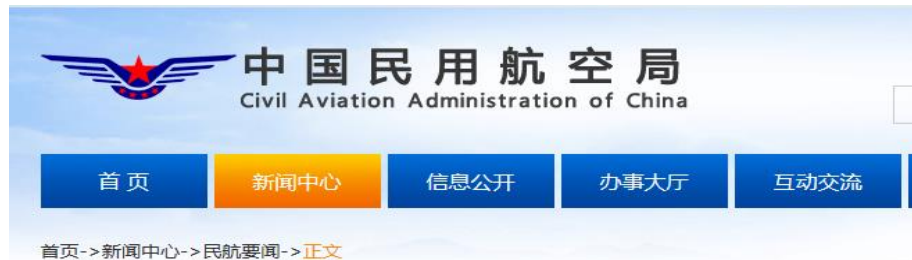 中国民用航空局
Civil Aviation Administration of China
首页 新闻中心 信息公开 办事大厅 互动交流
首页->新闻中心->民航要闻->正文